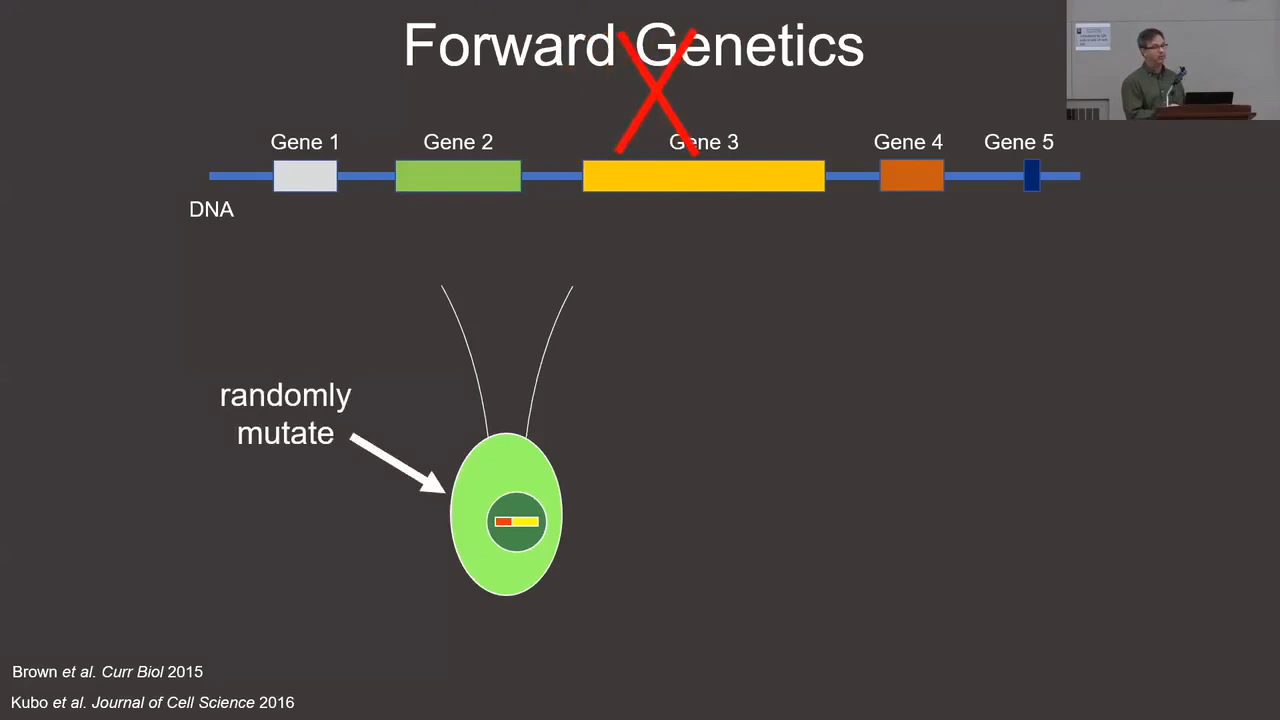 Forward Genetics
Gene 1 Gene 2 Gene 3 Gene 4 Gene 5
DNA
randomly
mutate
Brown et al. Curr Biol 2015
Kubo et al. Journal of Cell Science 2016